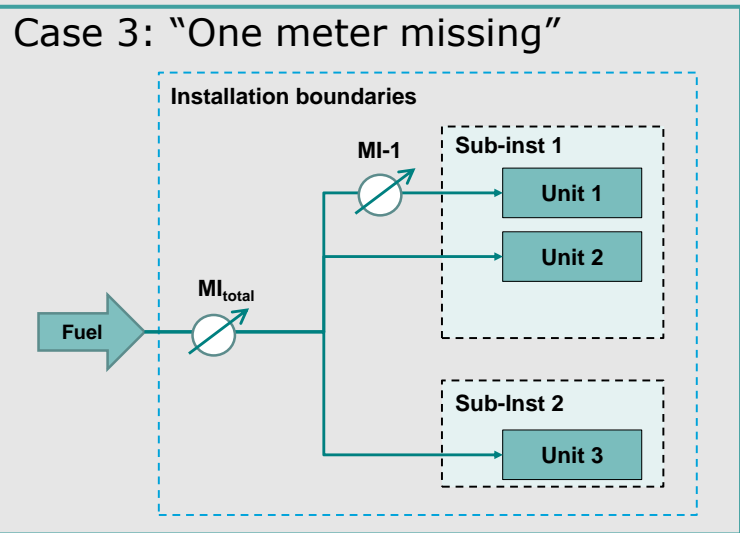 Case 3: “One meter missing”
Installation boundaries
MI-1
Sub-inst 1
Unit 1
Unit 2
MItotal
Fuel
Sub-Inst 2
Unit 3